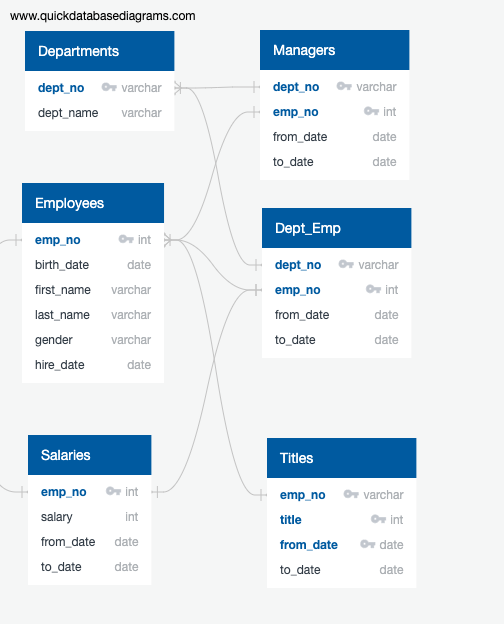 www.quickdatabasediagrams.com
Departments
dept_no varchar
dept_name varchar
Managers
dept_no varchar
emp_no int
from_date date
to_date date
Employees
emp_no int
birth_date date
first_name varchar
last_name varchar
gender varchar
hire_date date
Dept_Emp
dept_no varchar
emp_no int
from_date date
to_date date
Salaries
emp_no int
salary int
from_date date
to_date date
Titles
emp_no varchar
title int
from_date date
to_date date